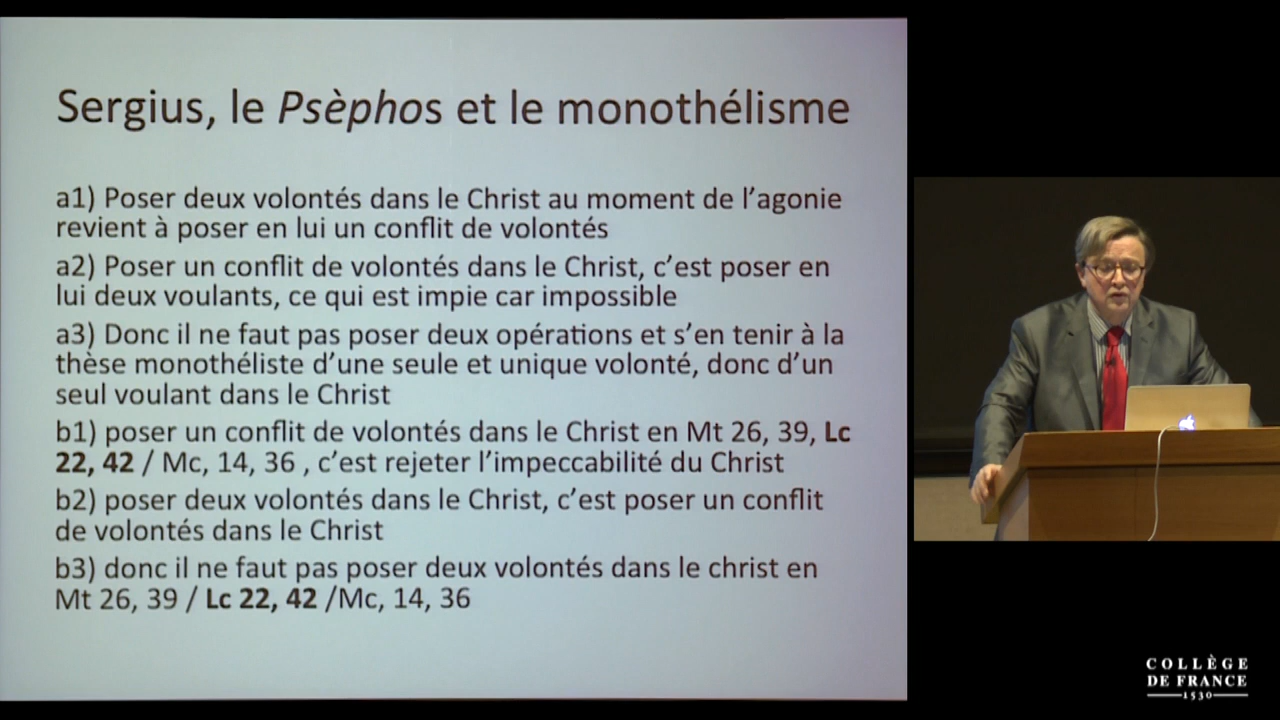 Sergius, le Psèphos et le monothélisme
a1) Poser deux volontés dans le Christ au moment de l’agonie
revient à poser en lui un conflit de volontés
a2) Poser un conflit de volontés dans le Christ, c’est poser en
lui deux voulants, ce qui est impie car impossible
a3) Donc il ne faut pas poser deux opérations et s’en tenir à la
thèse monothéliste d’une seule et unique volonté, donc d’un
seul voulant dans le Christ
b1) poser un conflit de volontés dans le Christ en Mt 26, 39, Lc
22, 42 / Mc, 14, 36 , c’est rejeter l’impeccabilité du Christ
b2) poser deux volontés dans le Christ, c’est poser un conflit
de volontés dans le Christ
b3) donc il ne faut pas poser deux volontés dans le christ en
Mt 26, 39 / Lc 22, 42 /Mc, 14, 36
COLLÈGE
DE FRANCE
1530